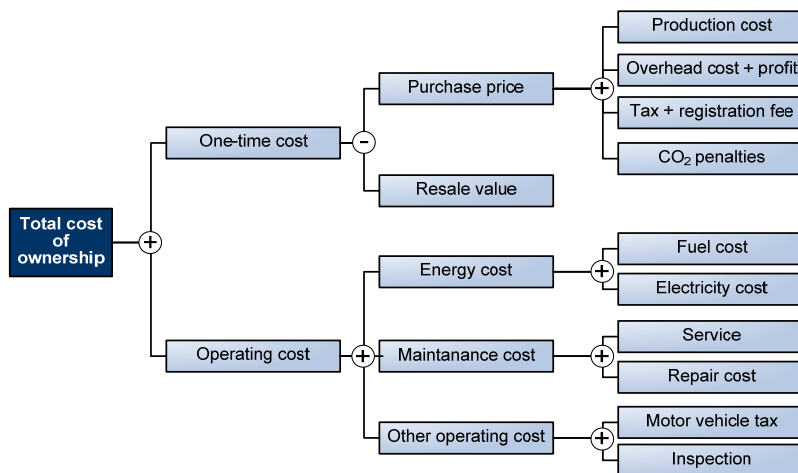 Production cost
Overhead cost + profit
Purchase price
Tax + registration fee
One-time cost
CO₂ penalties
Resale value
Total cost
of
ownership
Fuel cost
Energy cost
Electricity cost
Service
Operating cost
Maintanance cost
Repair cost
Motor vehicle tax
Other operating cost
Inspection